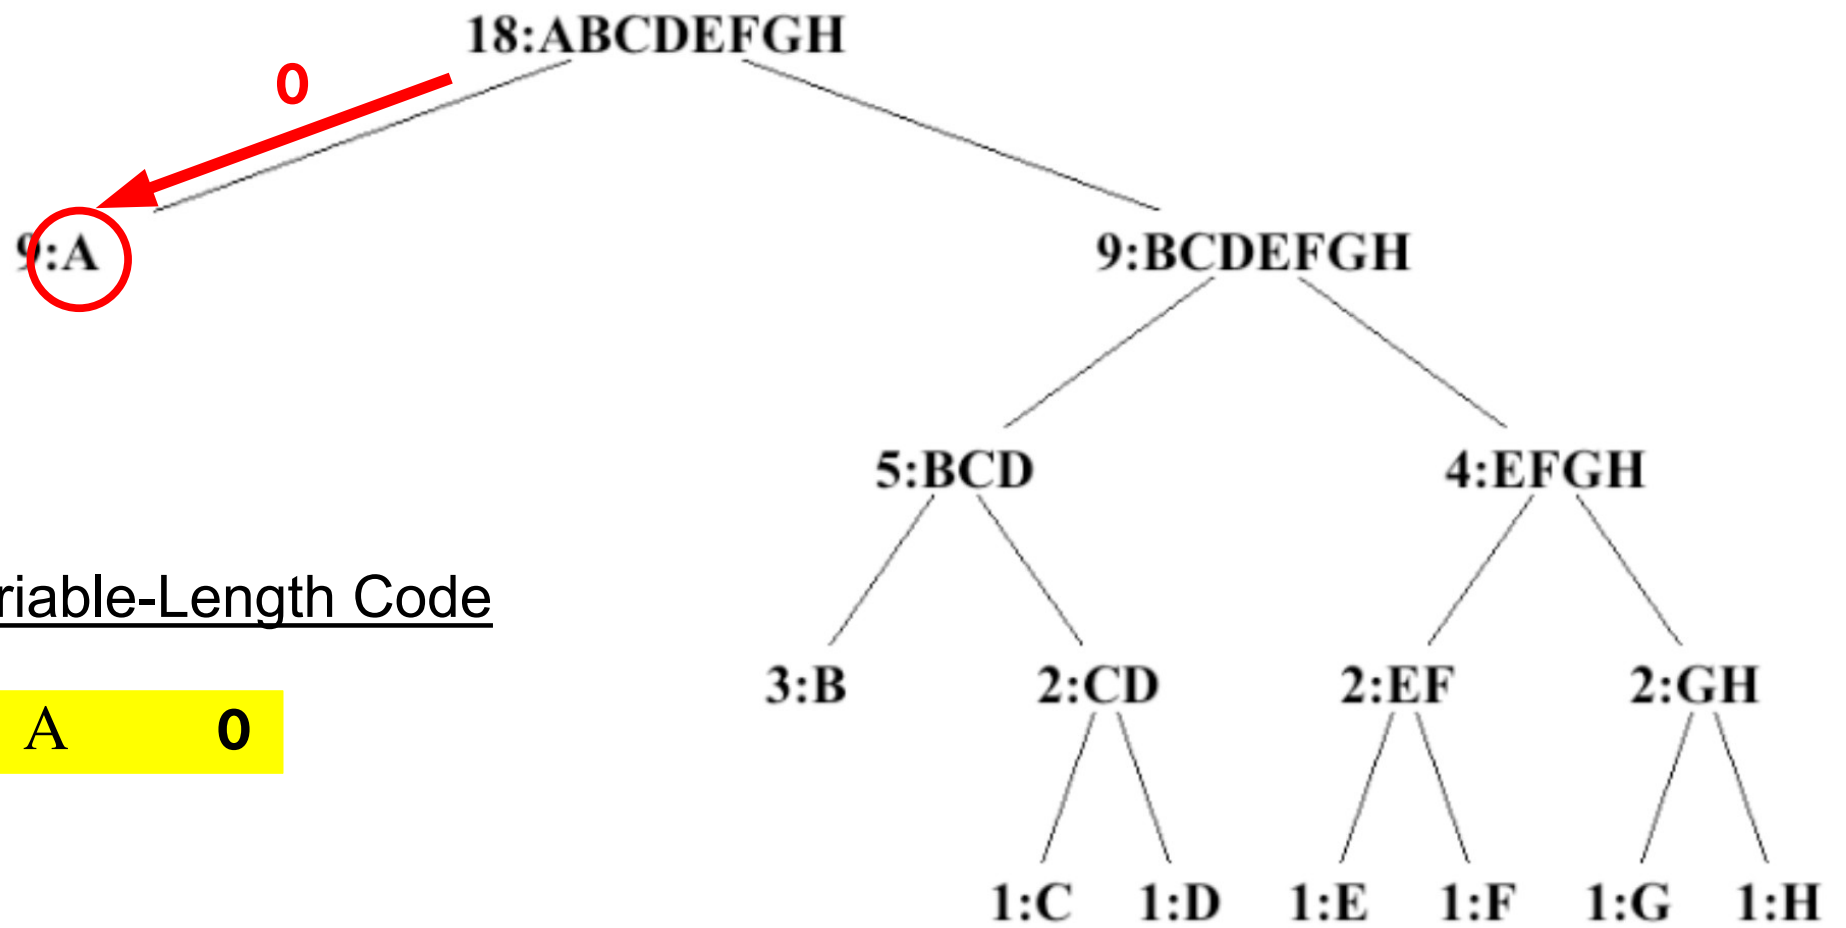 18:ABCDEFGH
0
9:A 9:BCDEFGH
5:BCD 4:EFGH
riable-Length Code
3:B 2:CD 2:EF 2:GH
A 0
1:C 1:D 1:E 1:F 1:G 1:H